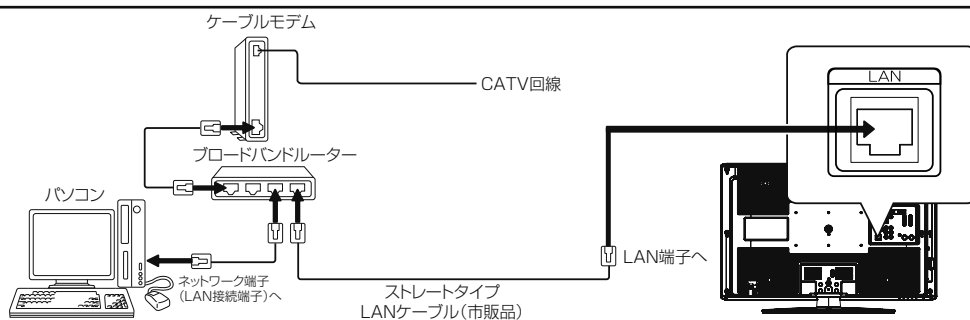 ケーブルモデム
CATV回線
LAN
ブロードバンドルーター
パソコン
LAN端子へ
ネットワーク端子
(LAN接続端子)へ
ストレートタイプ
LANケーブル(市販品)